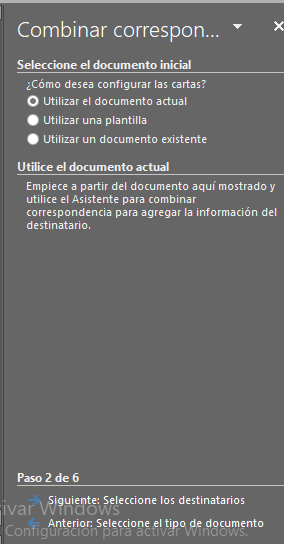 Combinar correspon...
Seleccione el documento inicial
¿Cómo desea configurar las cartas?
Utilizar el documento actual
Utilizar una plantilla
Utilizar un documento existente
Utilice el documento actual
Empiece a partir del documento aquí mostrado y
utilice el Asistente para combinar
correspondencia para agregar la información del
destinatario.
Paso 2 de 6
Siguiente: Seleccione los destinatarios
ivar Windows
Anterior: Seleccione el tipo de documento
Configuración para activar Windows.